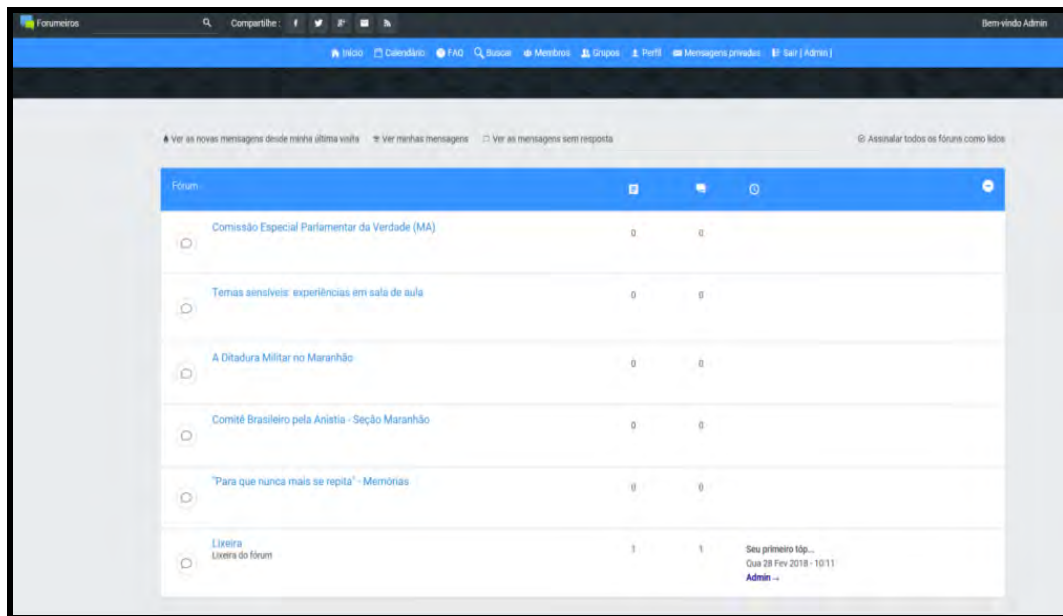 Forumeiros Compartilhe : Bem-vindo Admin
Início Calendário FAQ Buscar Membros Grupos Perfil Mensagens privadas Sair [ Admin ]
Ver as novas mensagens desde minha última visita Ver minhas mensagens Ver as mensagens sem resposta Assinalar todos os fóruns como lidos
Fórum
Comissão Especial Parlamentar da Verdade (MA) 0 0
Temas sensíveis: experiências em sala de aula 0 0
A Ditadura Militar no Maranhão 0 0
Comitê Brasileiro pela Anistia - Seção Maranhão 0 0
"Para que nunca mais se repita" - Memórias 0 0
Lixeira 1 1 Seu primeiro tóp...
Lixeira do fórum Qua 28 Fev 2018 - 10:11
Admin→